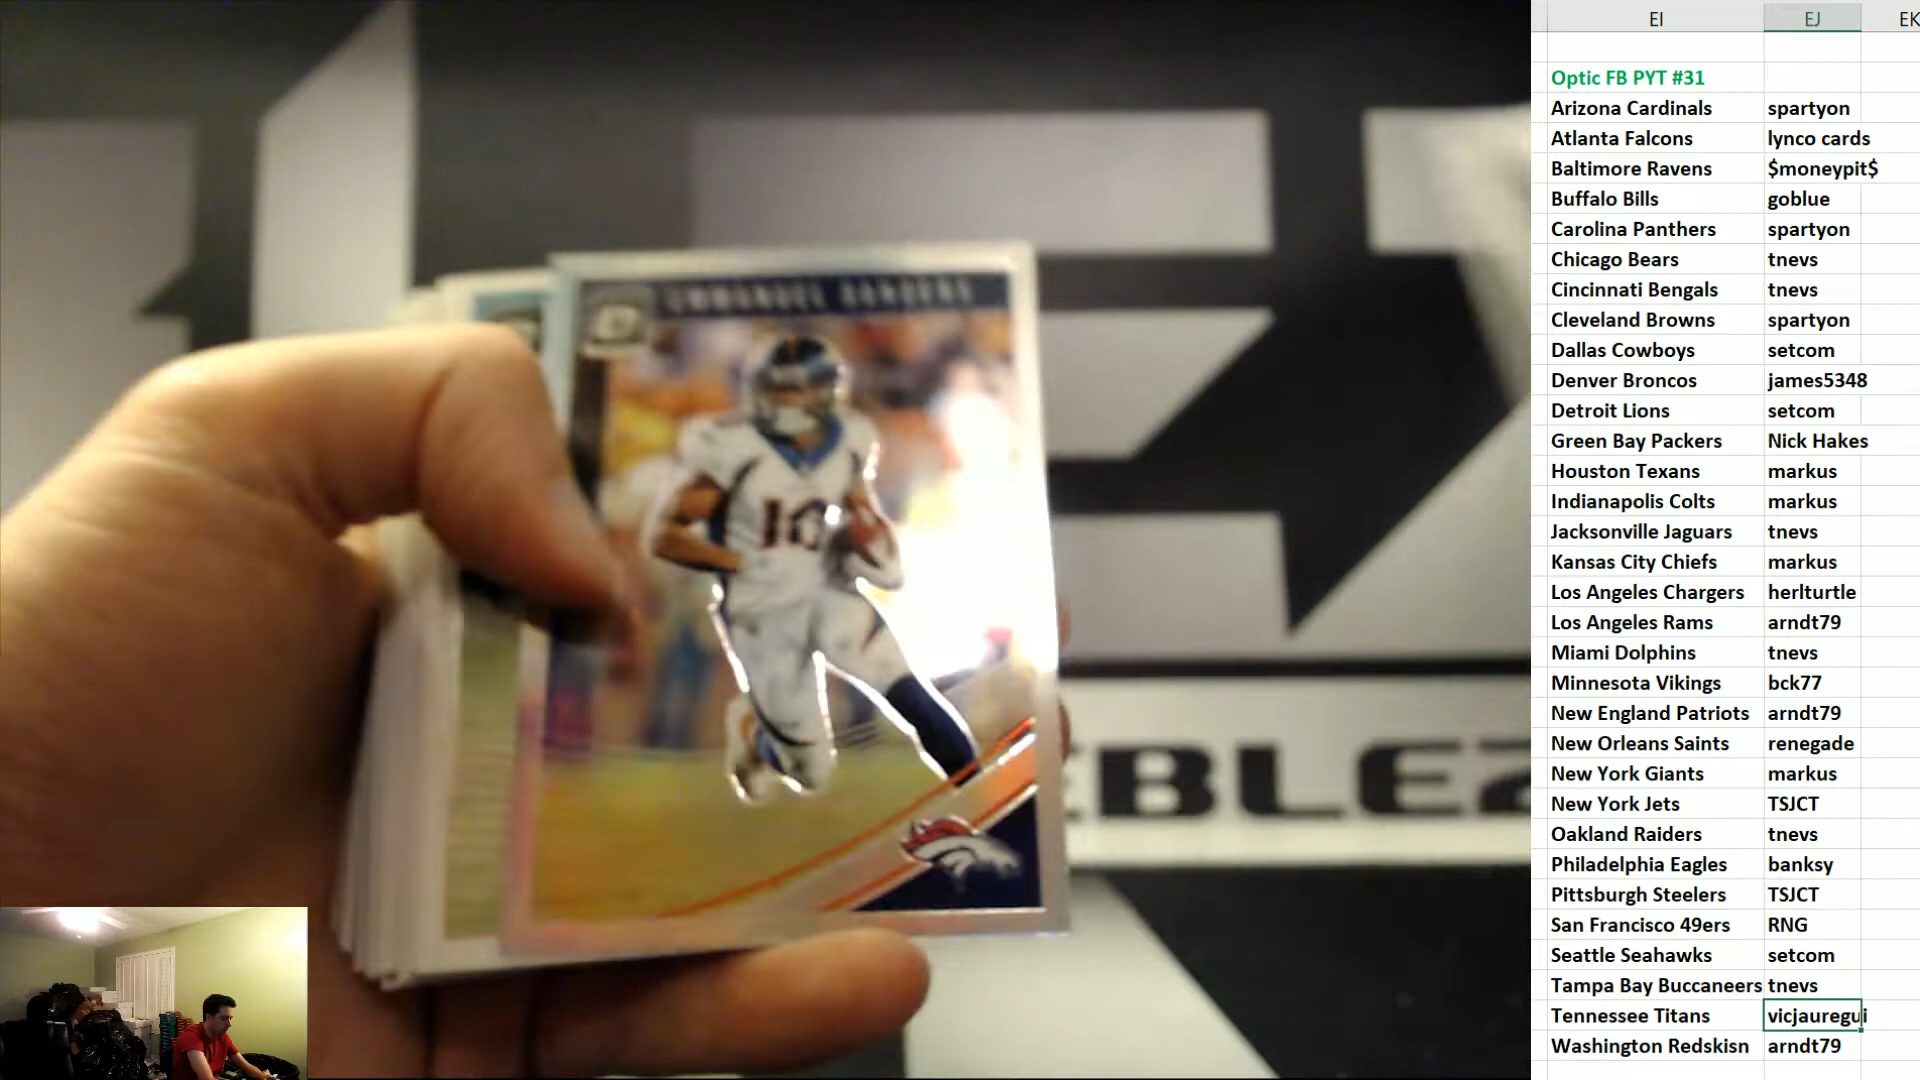 EMMANUEL SANDERS
10
BLEA
EI EJ EK
Optic FB PYT #31
Arizona Cardinals spartyon
Atlanta Falcons lynco cards
Baltimore Ravens $moneypit$
Buffalo Bills goblue
Carolina Panthers spartyon
Chicago Bears tnevs
Cincinnati Bengals tnevs
Cleveland Browns spartyon
Dallas Cowboys setcom
Denver Broncos james5348
Detroit Lions setcom
Green Bay Packers Nick Hakes
Houston Texans markus
Indianapolis Colts markus
Jacksonville Jaguars tnevs
Kansas City Chiefs markus
Los Angeles Chargers herlturtle
Los Angeles Rams arndt79
Miami Dolphins tnevs
Minnesota Vikings bck77
New England Patriots arndt79
New Orleans Saints renegade
New York Giants markus
New York Jets TSJCT
Oakland Raiders tnevs
Philadelphia Eagles banksy
Pittsburgh Steelers TSJCT
San Francisco 49ers RNG
Seattle Seahawks setcom
Tampa Bay Buccaneers tnevs
Tennessee Titans vicjauregui
Washington Redskisn arndt79